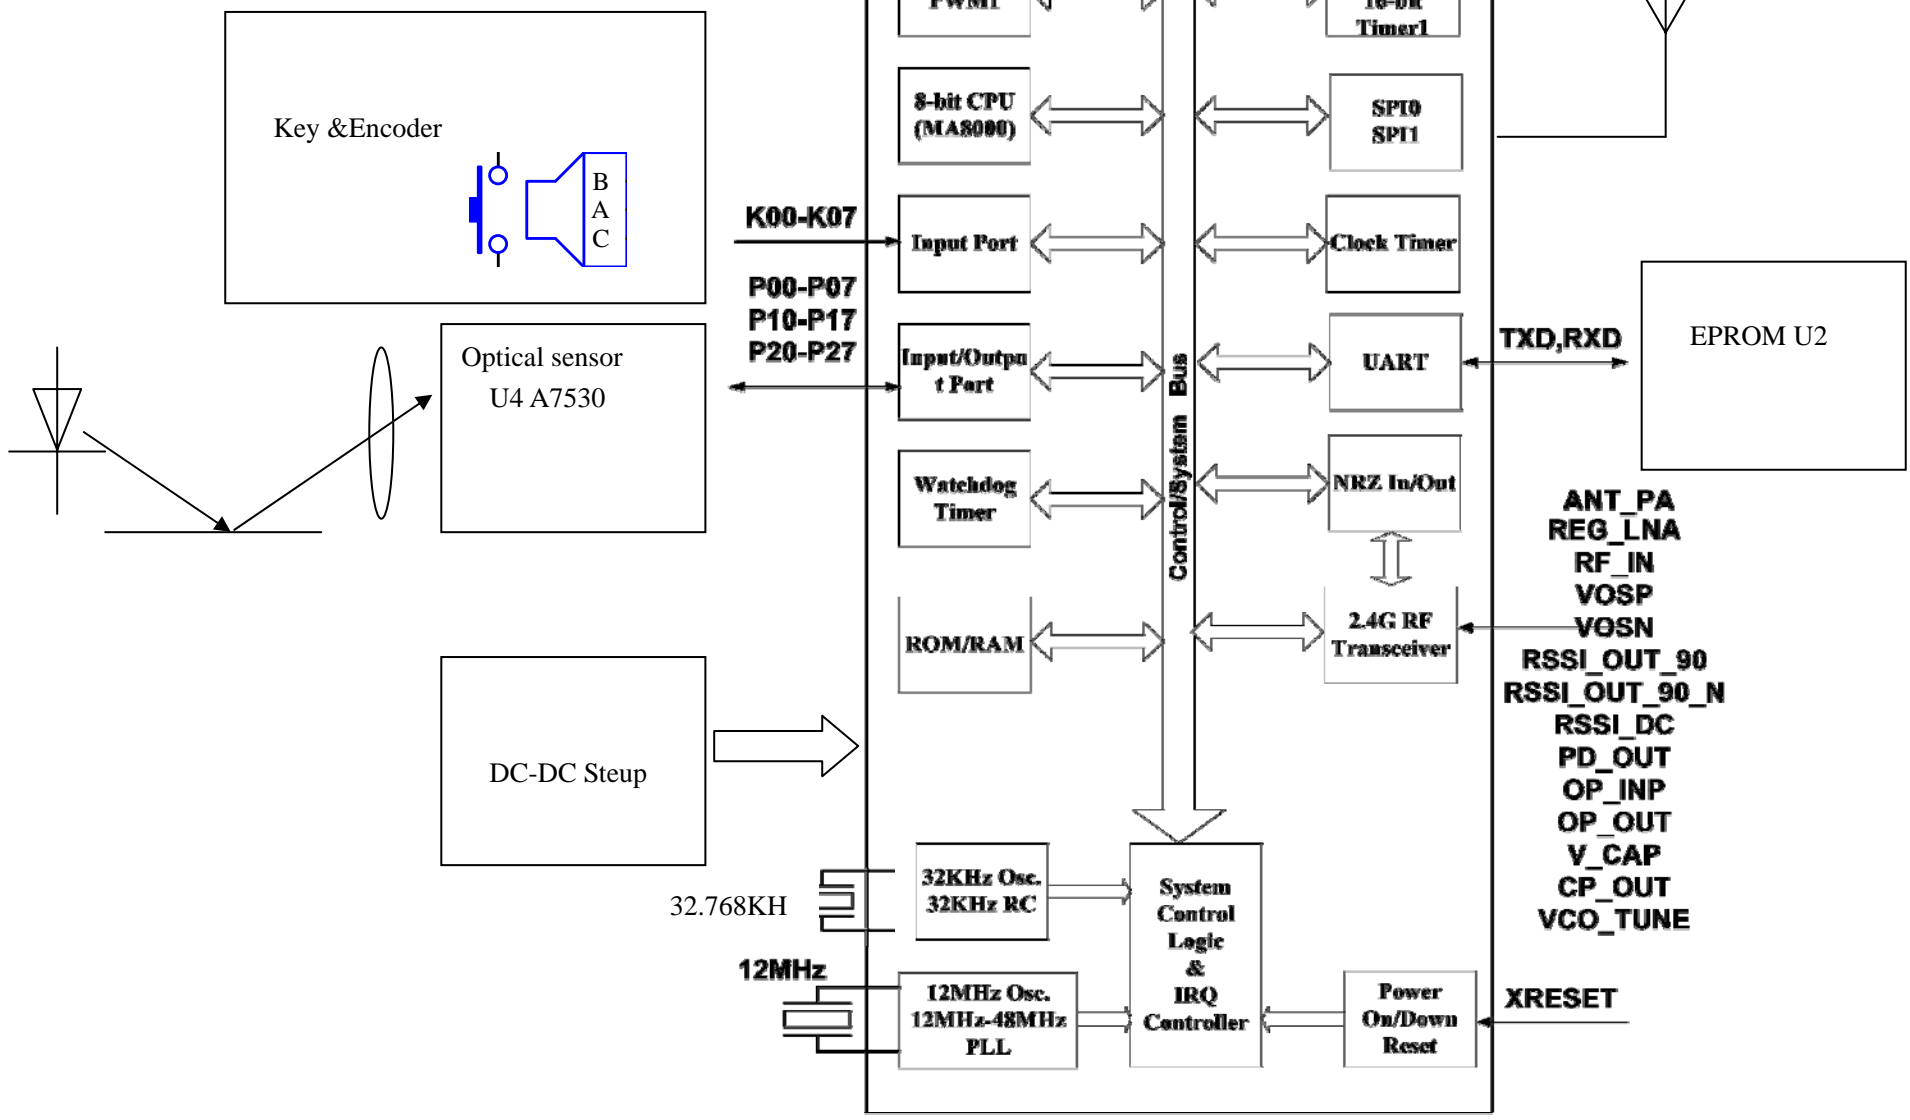 PWM1
16-bit
Timer1
Key &Encoder
B
A
C
8-bit CPU
(MA8000)
SPI0
SPI1
K00-K07
Input Port
Clock Timer
P00-P07
P10-P17
P20-P27
Optical sensor
U4 A7530
Input/Outpu
t Port
Control/System Bus
UART
TXD,RXD
EPROM U2
Watchdog
Timer
NRZ In/Out
ANT_PA
REG_LNA
RF_IN
VOSP
VOSN
RSSI_OUT_90
RSSI_OUT_90_N
RSSI_DC
PD_OUT
OP_INP
OP_OUT
V_CAP
CP_OUT
VCO_TUNE
ROM/RAM
2.4G RF
Transceiver
DC-DC Steup
32.768KH
32KHz Osc.
32KHz RC
System
Control
Logic
&
IRQ
Controller
12MHz
12MHz Osc.
12MHz-48MHz
PLL
Power
On/Down
Reset
XRESET